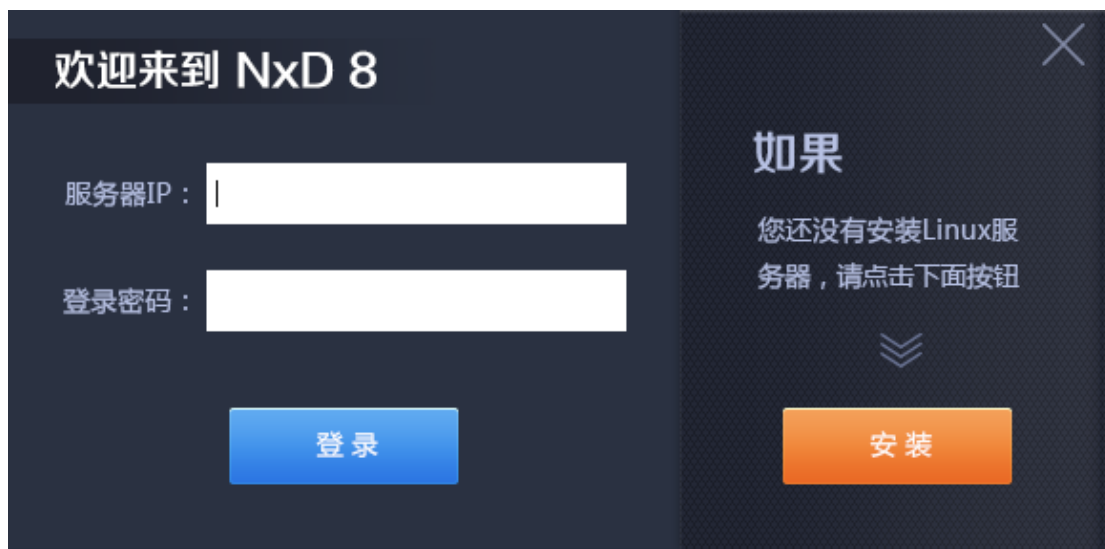 欢迎来到 NxD 8
服务器IP：
登录密码：
登 录
如果
您还没有安装Linux服
务器，请点击下面按钮
安 装